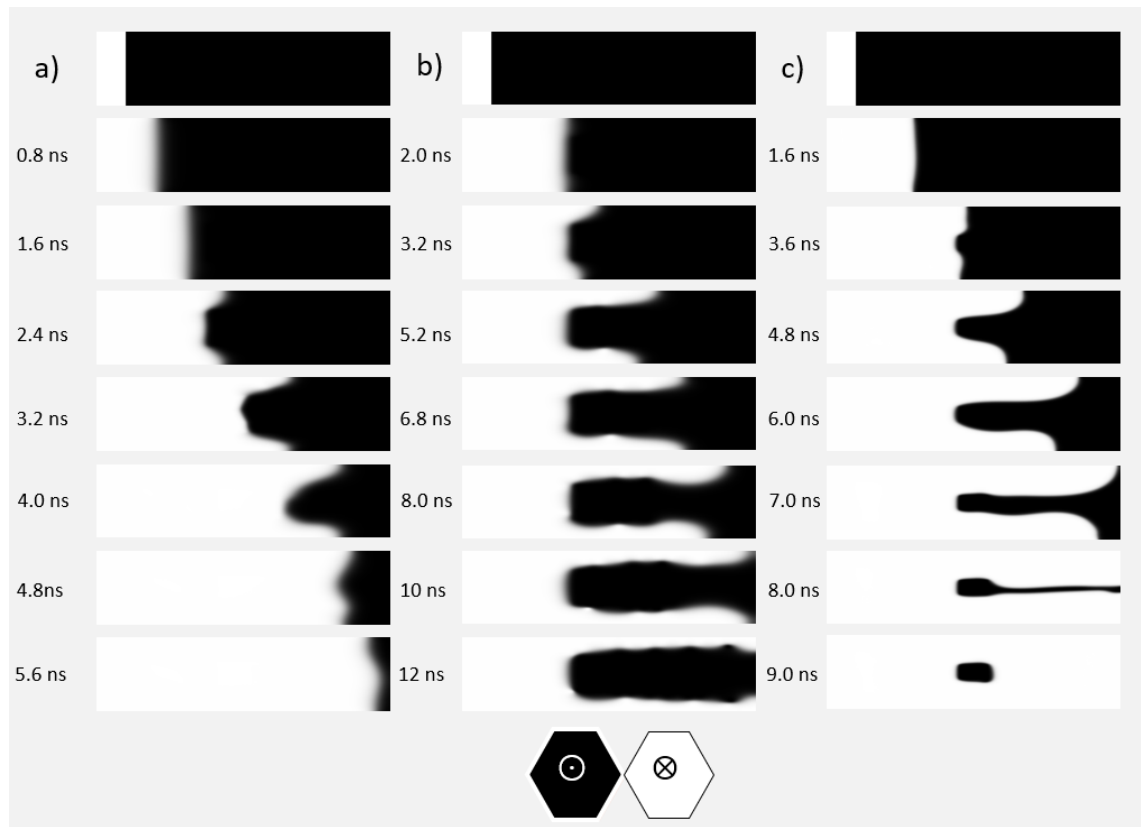 a) b) c)
0.8 ns 2.0 ns 1.6 ns
1.6 ns 3.2 ns 3.6 ns
2.4 ns 5.2 ns 4.8 ns
3.2 ns 6.8 ns 6.0 ns
4.0 ns 8.0 ns 7.0 ns
4.8ns 10 ns 8.0 ns
5.6 ns 12 ns 9.0 ns